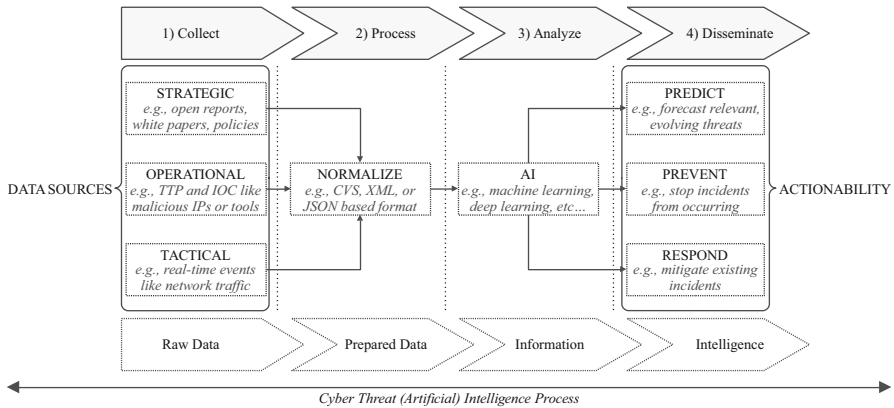 1) Collect
2) Process
3) Analyze
4) Disseminate
DATA SOURCES
STRATEGIC
e.g., open reports,
white papers, policies
OPERATIONAL
e.g., TTP and IOC like
malicious IPs or tools
TACTICAL
e.g., real-time events
like network traffic
NORMALIZE
e.g., CVS, XML, or
JSON based format
AI
e.g., machine learning,
deep learning, etc…
PREDICT
e.g., forecast relevant,
evolving threats
PREVENT
e.g., stop incidents
from occurring
RESPOND
e.g., mitigate existing
incidents
ACTIONABILITY
Raw Data
Prepared Data
Information
Intelligence
Cyber Threat (Artificial) Intelligence Process